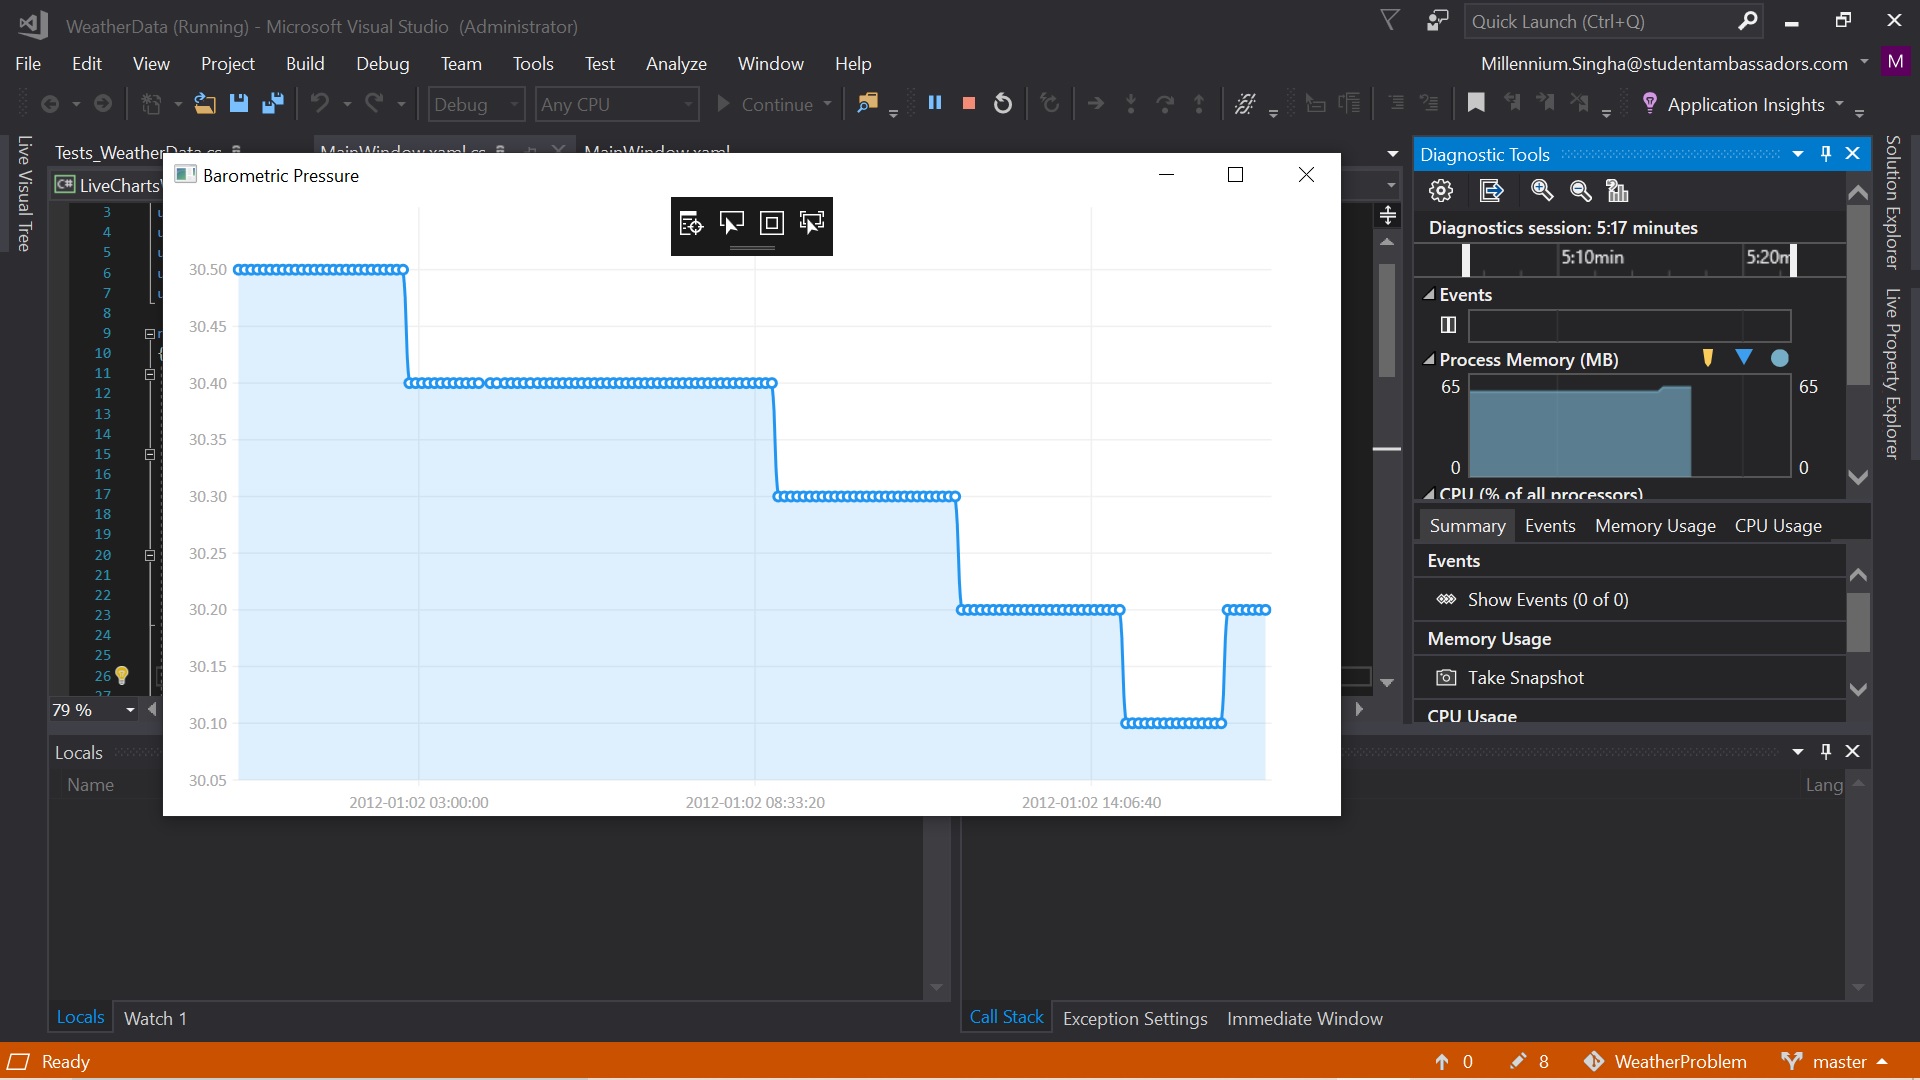 WeatherData (Running) - Microsoft Visual Studio (Administrator)
Quick Launch (Ctrl+Q)
File Edit View Project Build Debug Team Tools Test Analyze Window Help
Millennium.Singha@studentambassadors.com M
Debug Any CPU Continue Application Insights
Live Visual Tree
Tests_WeatherData.cs MainWindow.xaml.cs MainWindow.xaml
C# LiveCharts
3
4
5
6
7
8
9
10
11
12
13
14
15
16
17
18
19
20
21
22
23
24
25
26
27
79 %
Barometric Pressure
30.50
30.45
30.40
30.35
30.30
30.25
30.20
30.15
30.10
30.05
2012-01:02 03:00:00 2012-01:02 08:33:20 2012-01:02 14:06:40
Diagnostic Tools
Diagnostics session: 5:17 minutes
5:10min 5:20m
Events
Process Memory (MB)
65 65
0 0
CPU (% of all processors)
Summary Events Memory Usage CPU Usage
Events
Show Events (0 of 0)
Memory Usage
Take Snapshot
CPU Usage
Solution Explorer
Live Property Explorer
Locals
Name
Lang
Locals Watch 1
Call Stack Exception Settings Immediate Window
Ready
0 8 WeatherProblem master